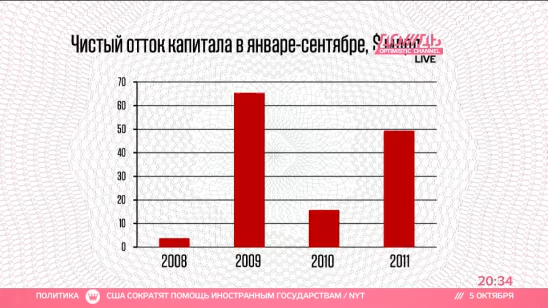 Чистый отток капитала в январе-сентябре, $
ДОЖДЬ
OPTIMISTIC CHANNEL
LIVE
70
60
50
40
30
20
10
0
2008 2009 2010 2011
20:34
ПОЛИТИКА США СОКРАТЯТ ПОМОЩЬ ИНОСТРАННЫМ ГОСУДАРСТВАМ / NYT /// 5 ОКТЯБРЯ